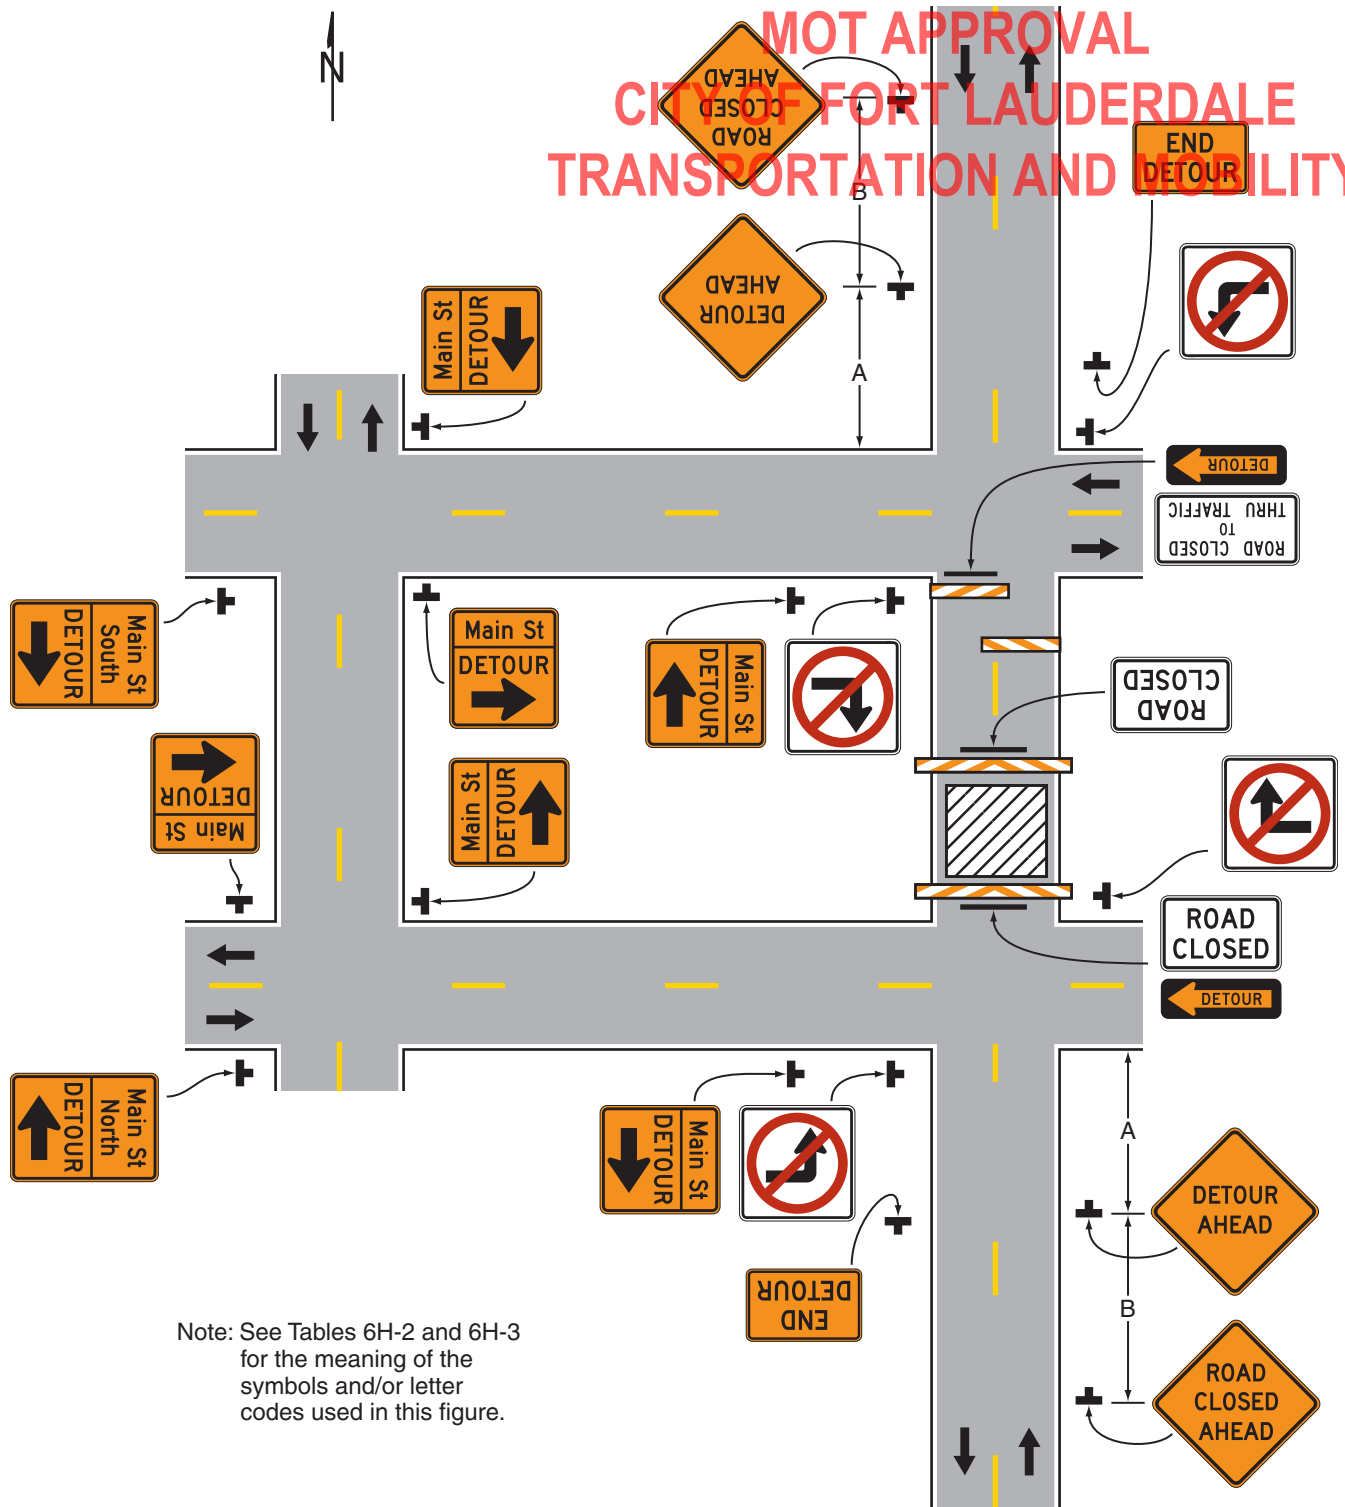 MOT APPROVAL
CITY OF FORT LAUDERDALE
TRANSPORTATION AND MOBILITY
N
ROAD
CLOSED
AHEAD
B
END
DETOUR
DETOUR
AHEAD
A
Main St
DETOUR
DETOUR
ROAD CLOSED
TO
THRU TRAFFIC
Main St
South
DETOUR
Main St
DETOUR
Main St
DETOUR
ROAD
CLOSED
Main St
DETOUR
Main St
DETOUR
ROAD
CLOSED
DETOUR
Main St
North
DETOUR
Main St
DETOUR
A
DETOUR
AHEAD
END
DETOUR
B
ROAD
CLOSED
AHEAD
Note: See Tables 6H-2 and 6H-3
for the meaning of the
symbols and/or letter
codes used in this figure.